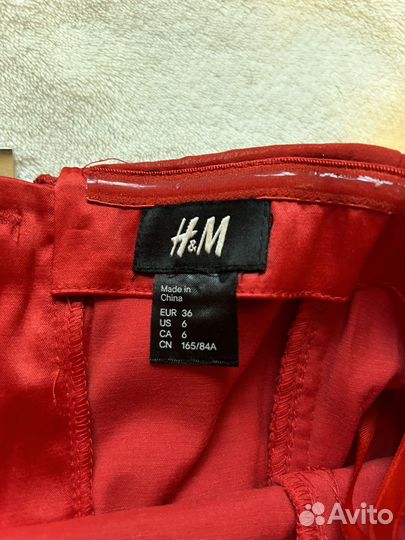 H&M
Made in
China
EUR 36
US 6
CA 6
CN 165/84A
Avito